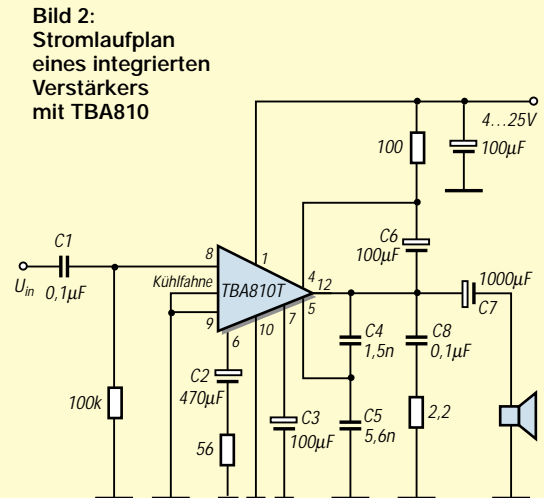 Bild 2:
Stromlaufplan
eines integrierten
Verstärkers
mit TBA810
4...25V
100
100µF
C6
100µF
1000µF
C7
C1
0,1µF
U in
8
1
Kühlfahne
TBA810T
4
12
5
9
6
10
7
C2
470µF
C4
1,5n
C8
0,1µF
100k
56
C3
100µF
C5
5,6n
2,2